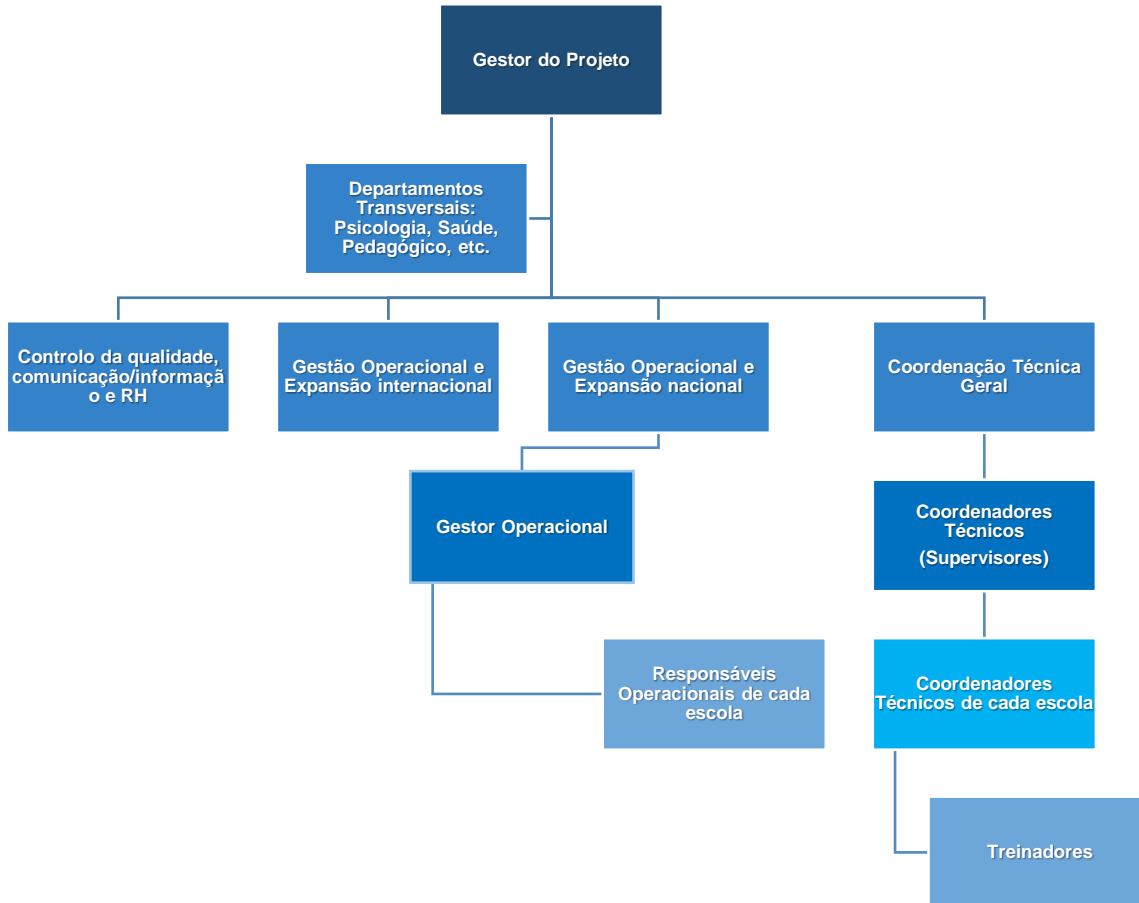 Gestor do Projeto
Departamentos
Transversais:
Psicologia, Saúde,
Pedagógico, etc.
Controlo da qualidade,
comunicação/informaçã
o e RH
Gestão Operacional e
Expansão internacional
Gestão Operacional e
Expansão nacional
Coordenação Técnica
Geral
Gestor Operacional
Coordenadores
Técnicos
(Supervisores)
Responsáveis
Operacionais de cada
escola
Coordenadores
Técnicos de cada escola
Treinadores